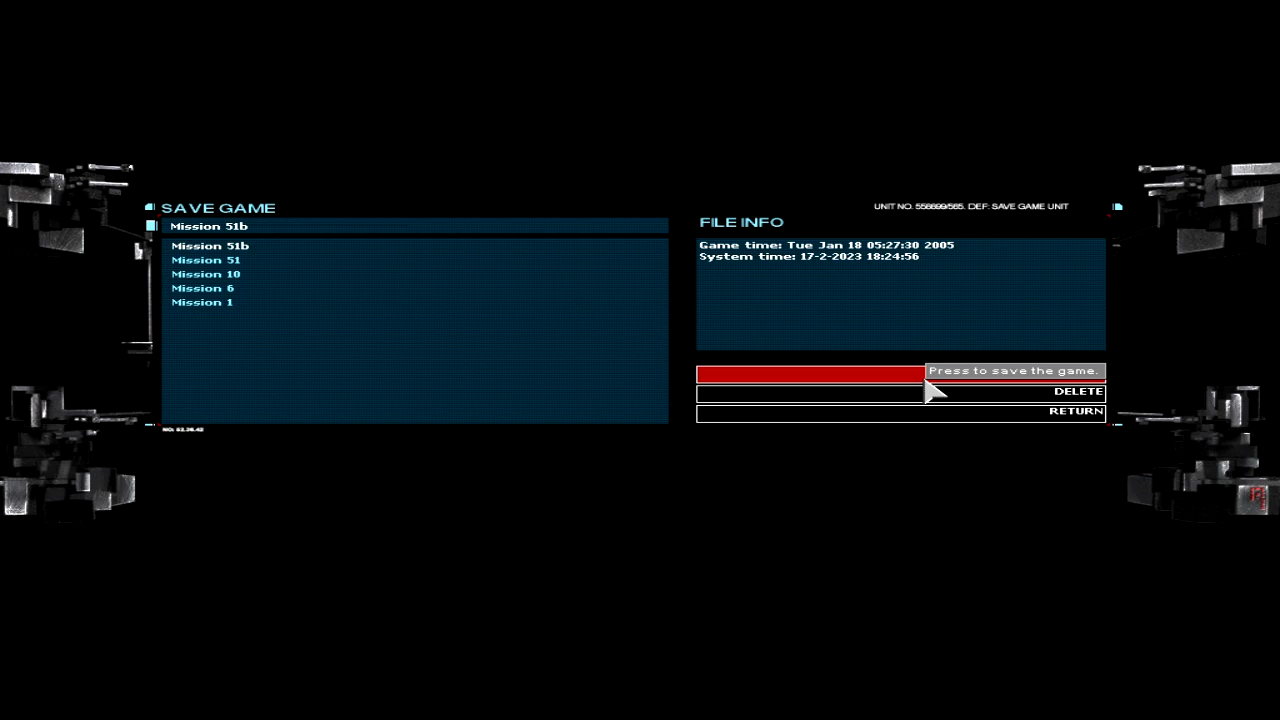 SAVE GAME
Mission 51b
Mission 51b
Mission 51
Mission 10
Mission 6
Mission 1
UNIT NO. 556699/565. DEF: SAVE GAME UNIT
FILE INFO
Game time: Tue Jan 18 05:27:30 2005
System time: 17-2-2023 18:24:56
Press to save the game.
DELETE
RETURN